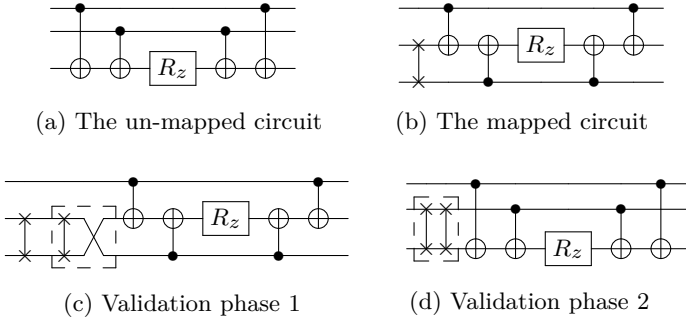 R_z
R_z
(a) The un-mapped circuit
(b) The mapped circuit
R_z
R_z
(c) Validation phase 1
(d) Validation phase 2